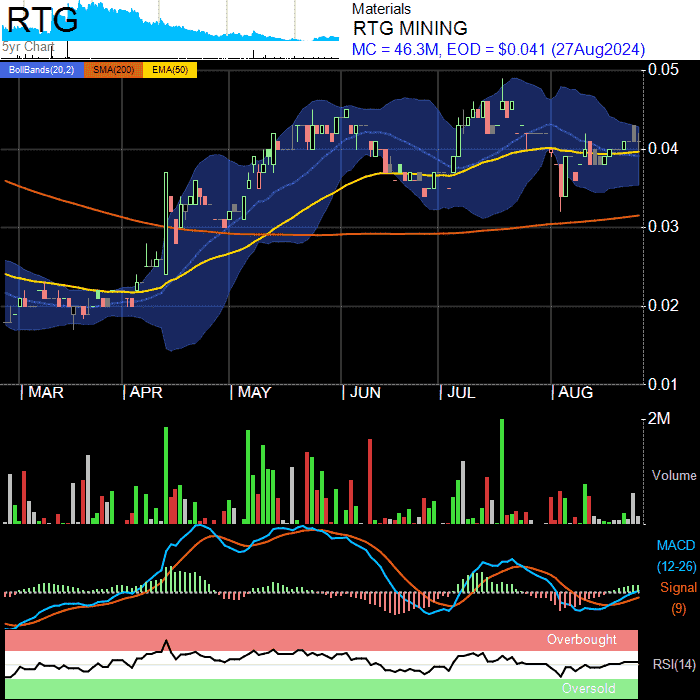 RTG
5yr Chart
Materials
RTG MINING
MC = 46.3M, EOD = $0.041 (27Aug2024)
BollBands(20,2) SMA(200) EMA(50)
0.05
0.04
0.03
0.02
0.01
| MAR | APR | MAY | JUN | JUL | AUG
2M
Volume
MACD
(12-26)
Signal
(9)
Overbought
RSI(14)
Oversold